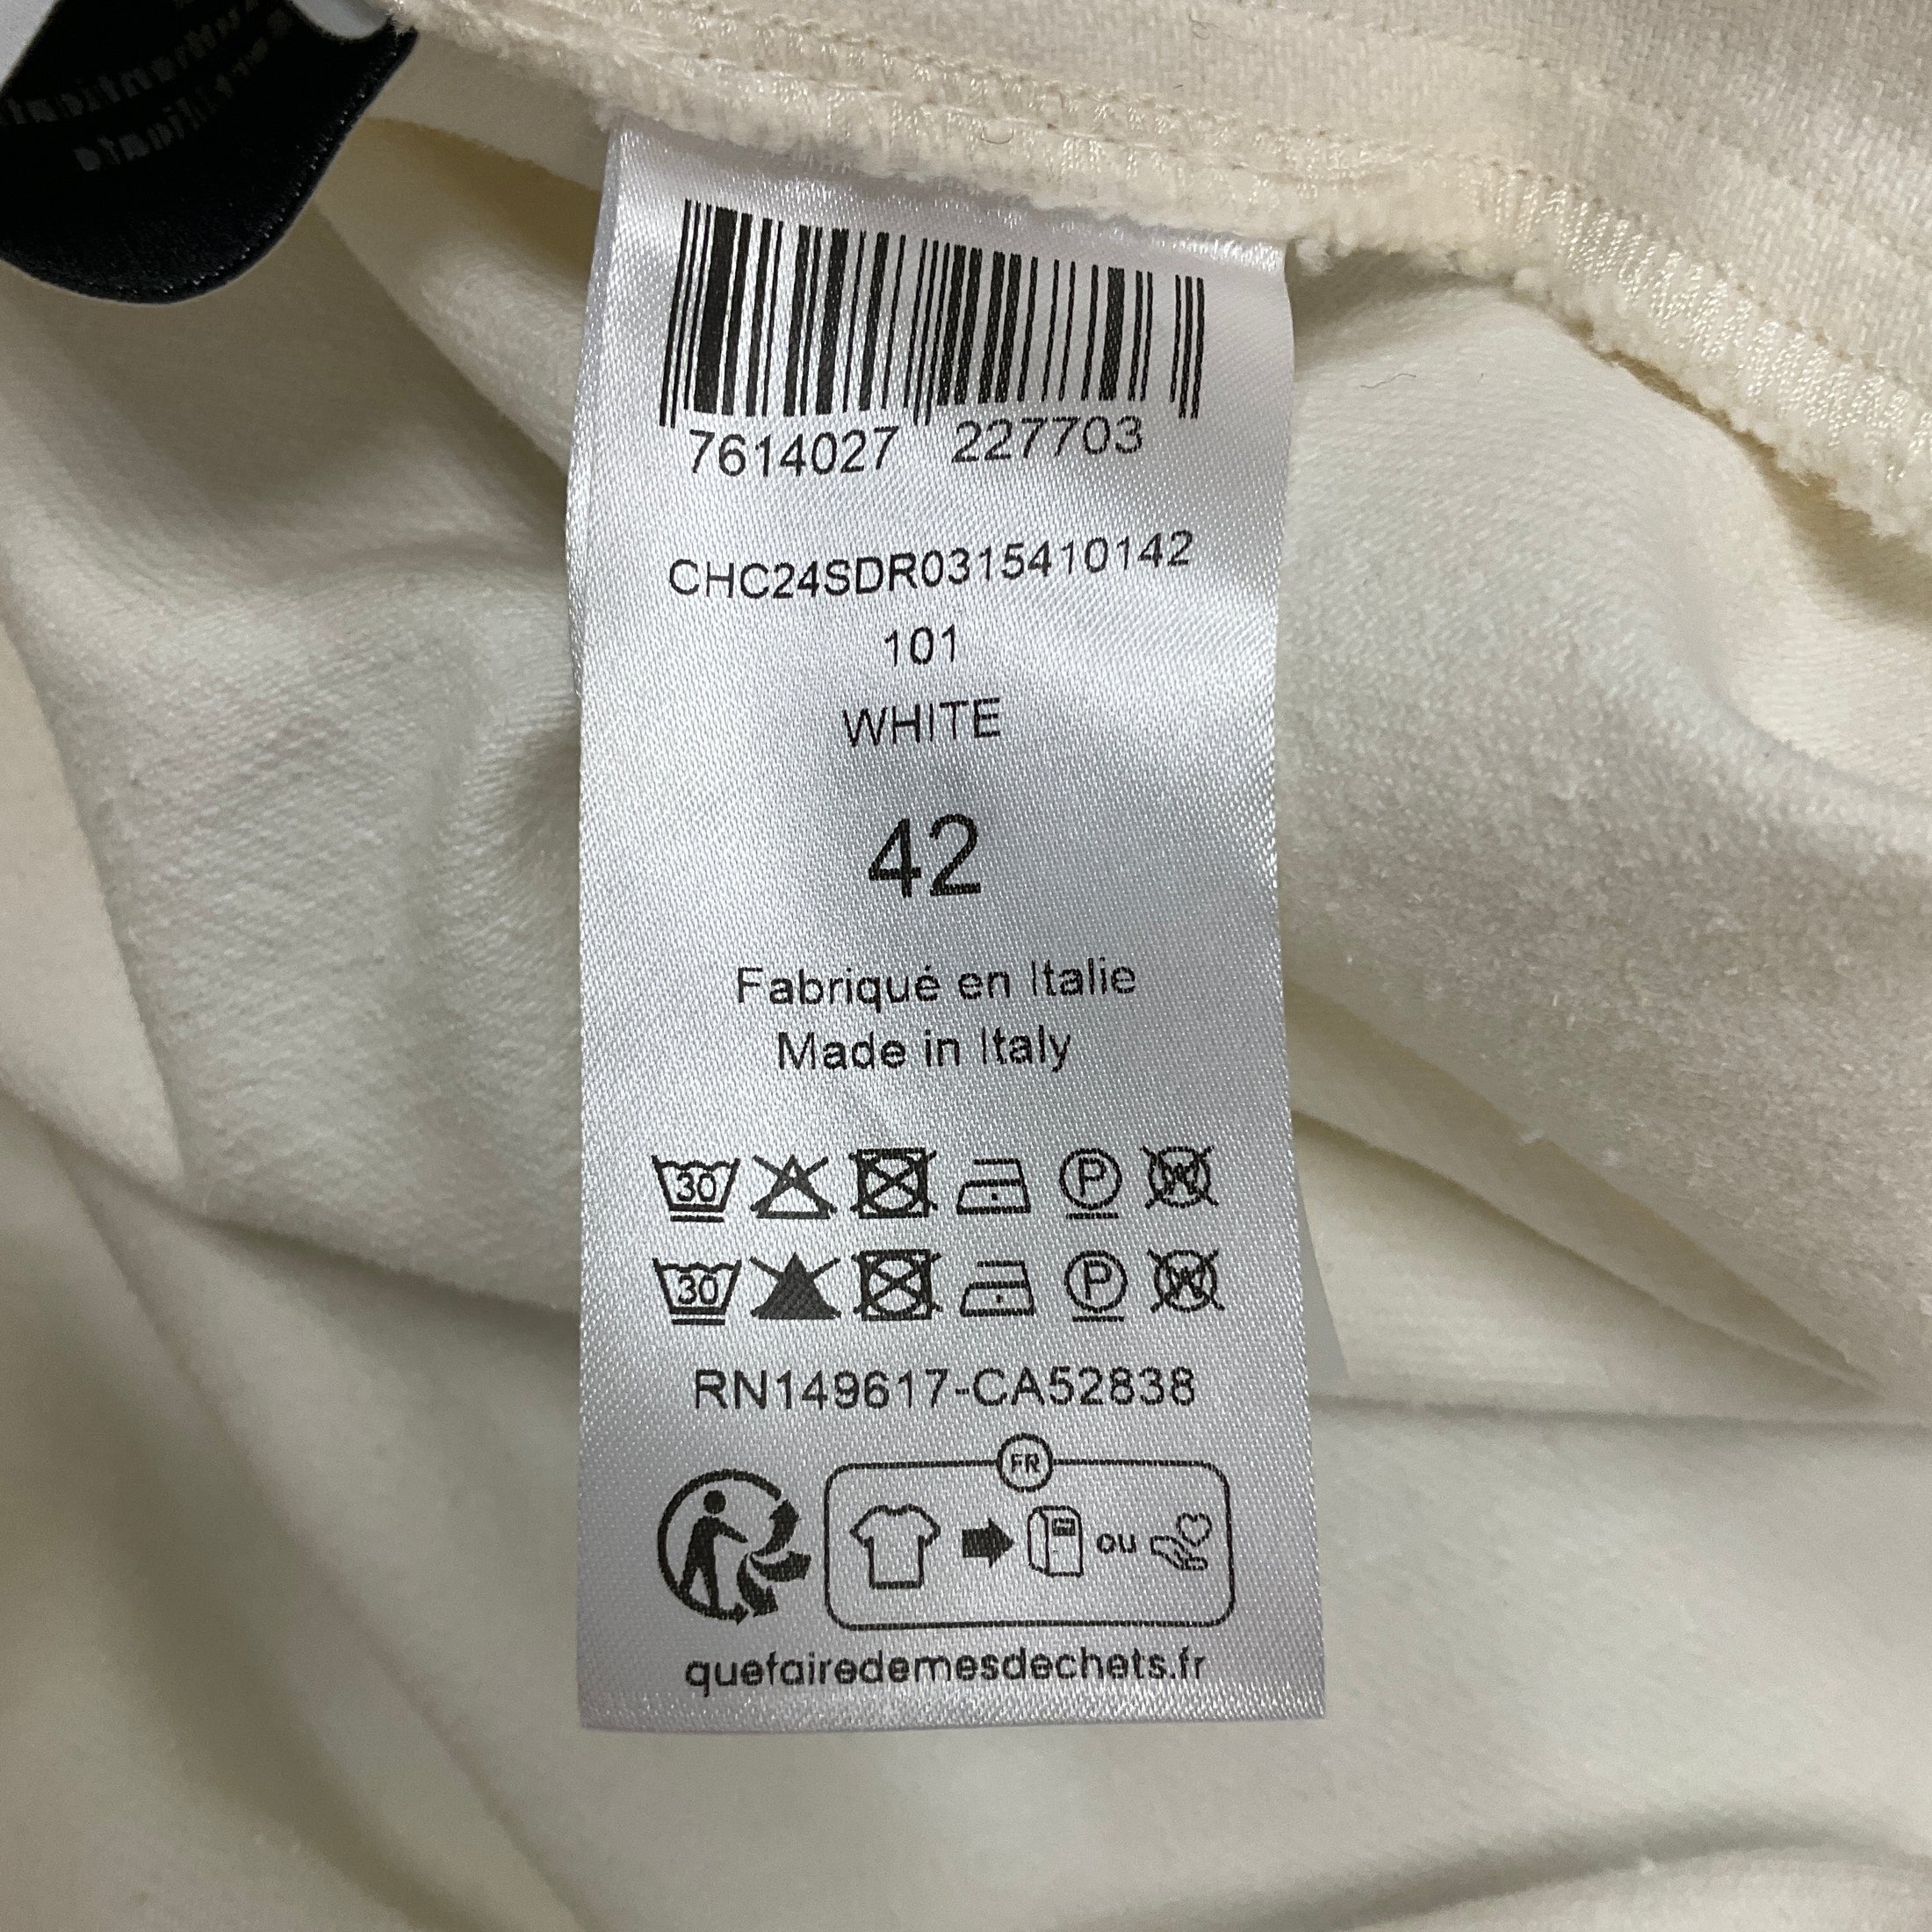 7614027 227703
CHC24SDR0315410142
101
WHITE
42
Fabriqué en Italie
Made in Italy
30 P W
30 P W
RN149617-CA52838
FR
ou
quefairedemesdechets.fr